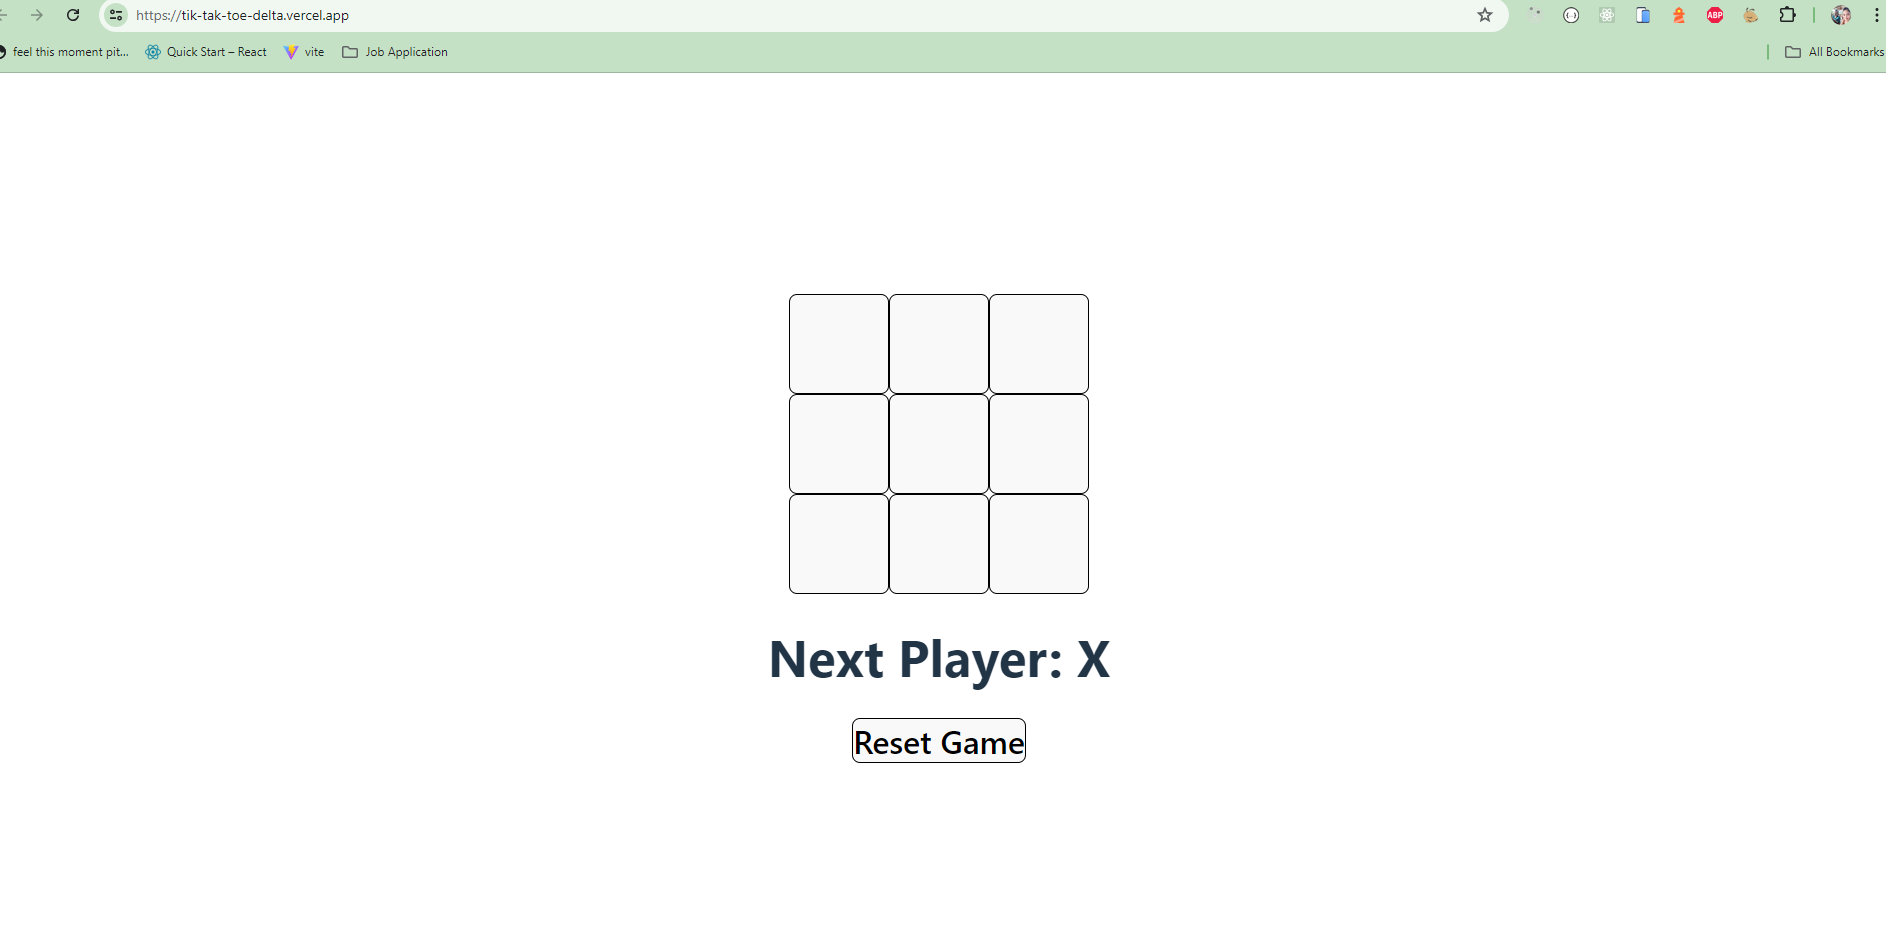 https://tik-tak-toe-delta.vercel.app
ABP
feel this moment pit... Quick Start – React vite Job Application All Bookmarks
Next Player: X
Reset Game